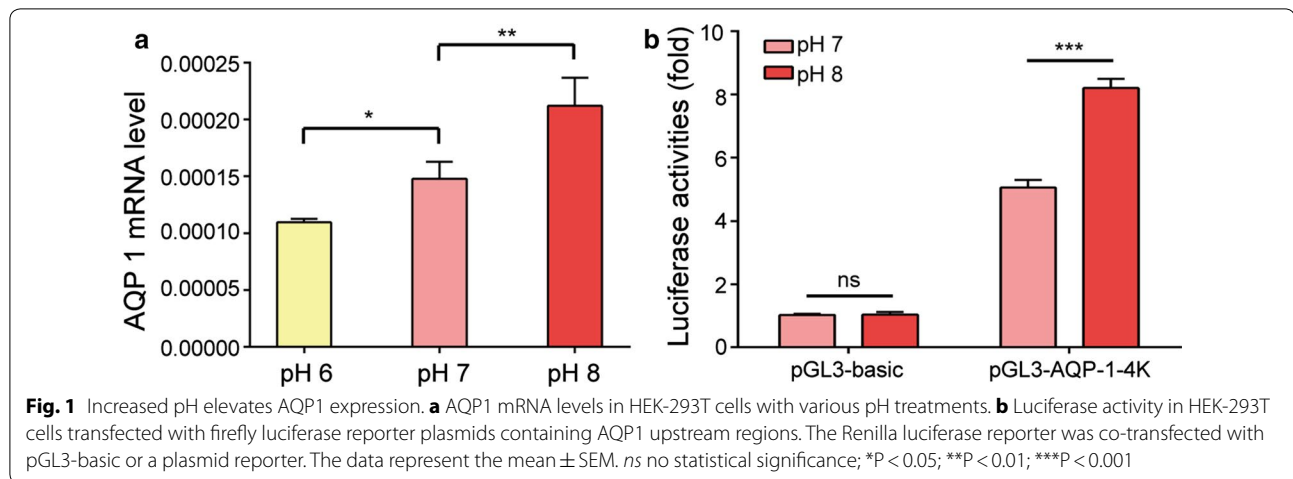 a
**
0.00025
0.00020
*
0.00015
0.00010
0.00005
0.00000
AQP 1 mRNA level
pH 6 pH 7 pH 8
b
Luciferase activities (fold)
10
8
6
4
2
0
pH 7
pH 8
***
ns
pGL3-basic pGL3-AQP-1-4K
Fig. 1 Increased pH elevates AQP1 expression. a AQP1 mRNA levels in HEK-293T cells with various pH treatments. b Luciferase activity in HEK-293T
cells transfected with firefly luciferase reporter plasmids containing AQP1 upstream regions. The Renilla luciferase reporter was co-transfected with
pGL3-basic or a plasmid reporter. The data represent the mean ± SEM. ns no statistical significance; *P < 0.05; **P < 0.01; ***P < 0.001